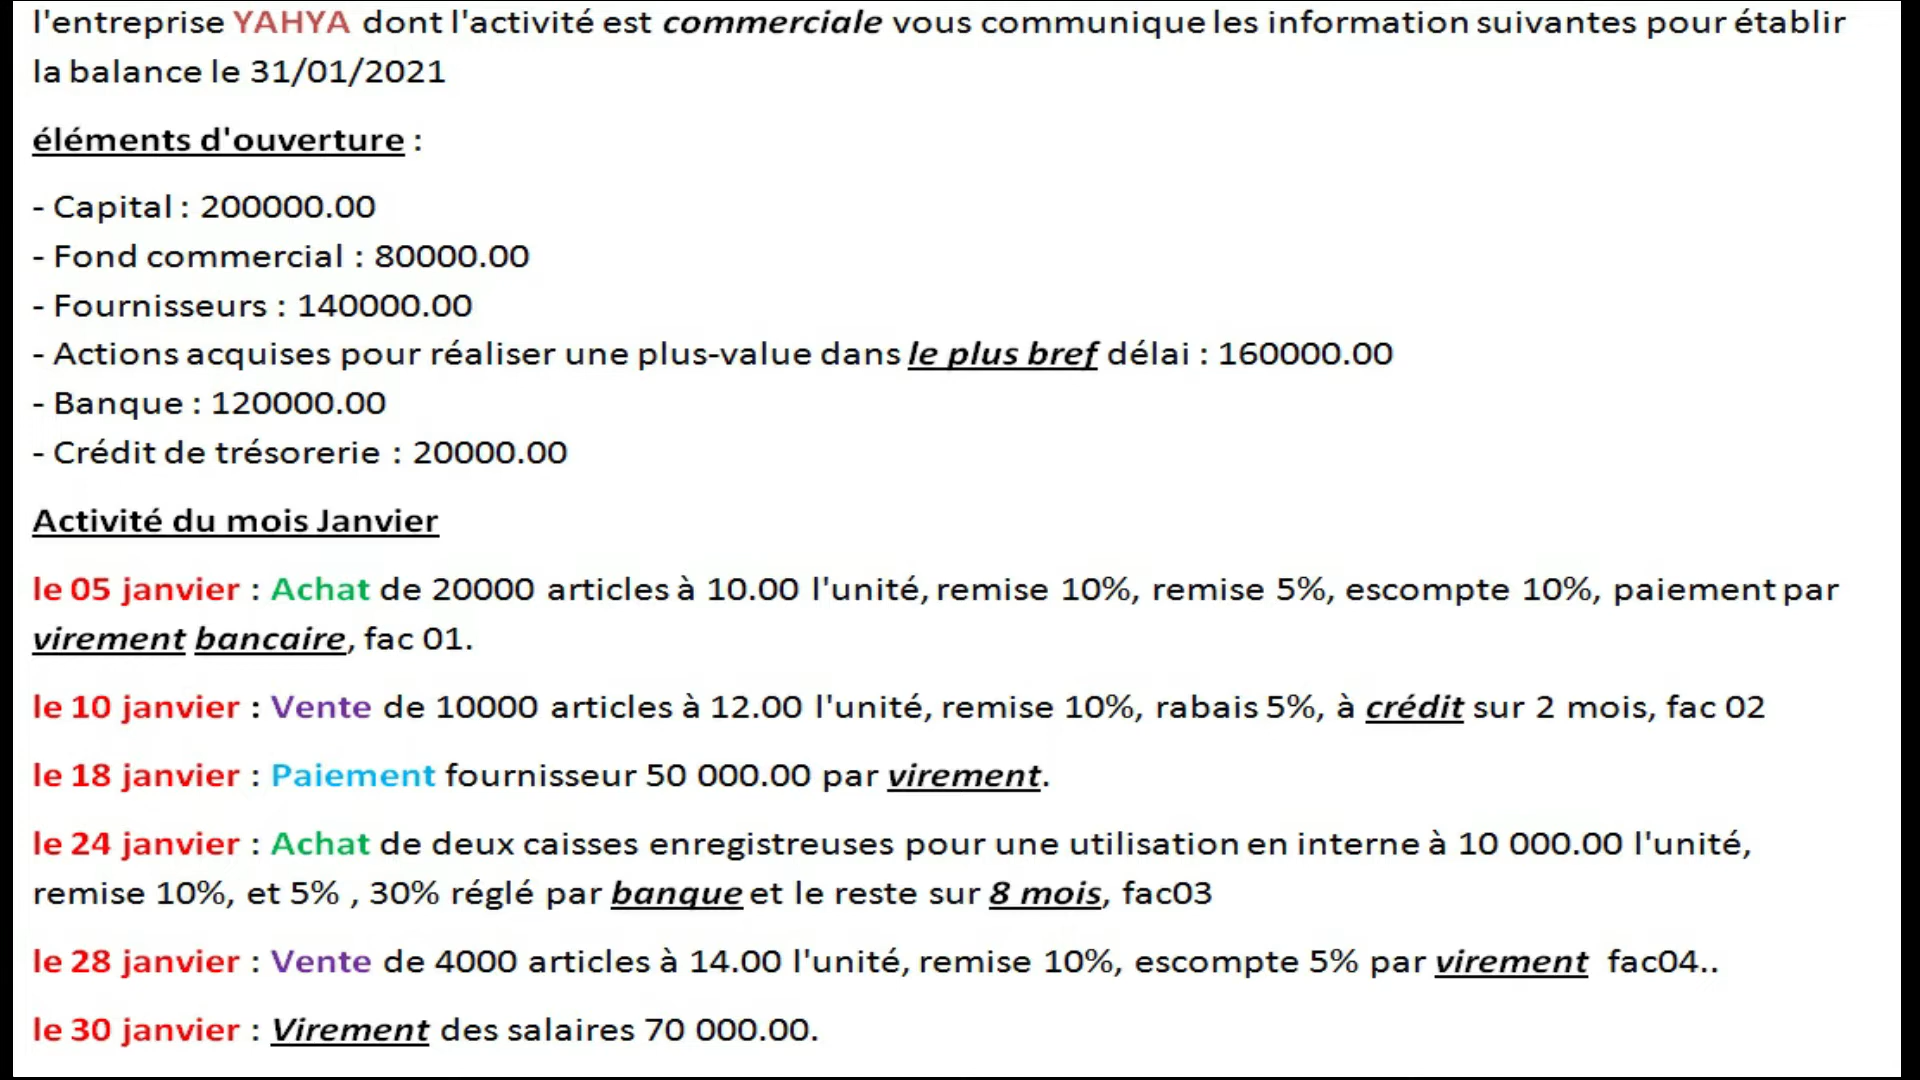 l'entreprise YAHYA dont l'activité est commerciale vous communique les information suivantes pour établir
la balance le 31/01/2021
éléments d'ouverture :
- Capital : 200000.00
- Fond commercial : 80000.00
- Fournisseurs : 140000.00
- Actions acquises pour réaliser une plus-value dans le plus bref délai : 160000.00
- Banque : 120000.00
- Crédit de trésorerie : 20000.00
Activité du mois Janvier
le 05 janvier : Achat de 20000 articles à 10.00 l'unité, remise 10%, remise 5%, escompte 10%, paiement par
virement bancaire, fac 01.
le 10 janvier : Vente de 10000 articles à 12.00 l'unité, remise 10%, rabais 5%, à crédit sur 2 mois, fac 02
le 18 janvier : Paiement fournisseur 50 000.00 par virement.
le 24 janvier : Achat de deux caisses enregistreuses pour une utilisation en interne à 10 000.00 l'unité,
remise 10%, et 5% , 30% réglé par banque et le reste sur 8 mois, fac03
le 28 janvier : Vente de 4000 articles à 14.00 l'unité, remise 10%, escompte 5% par virement fac04..
le 30 janvier : Virement des salaires 70 000.00.